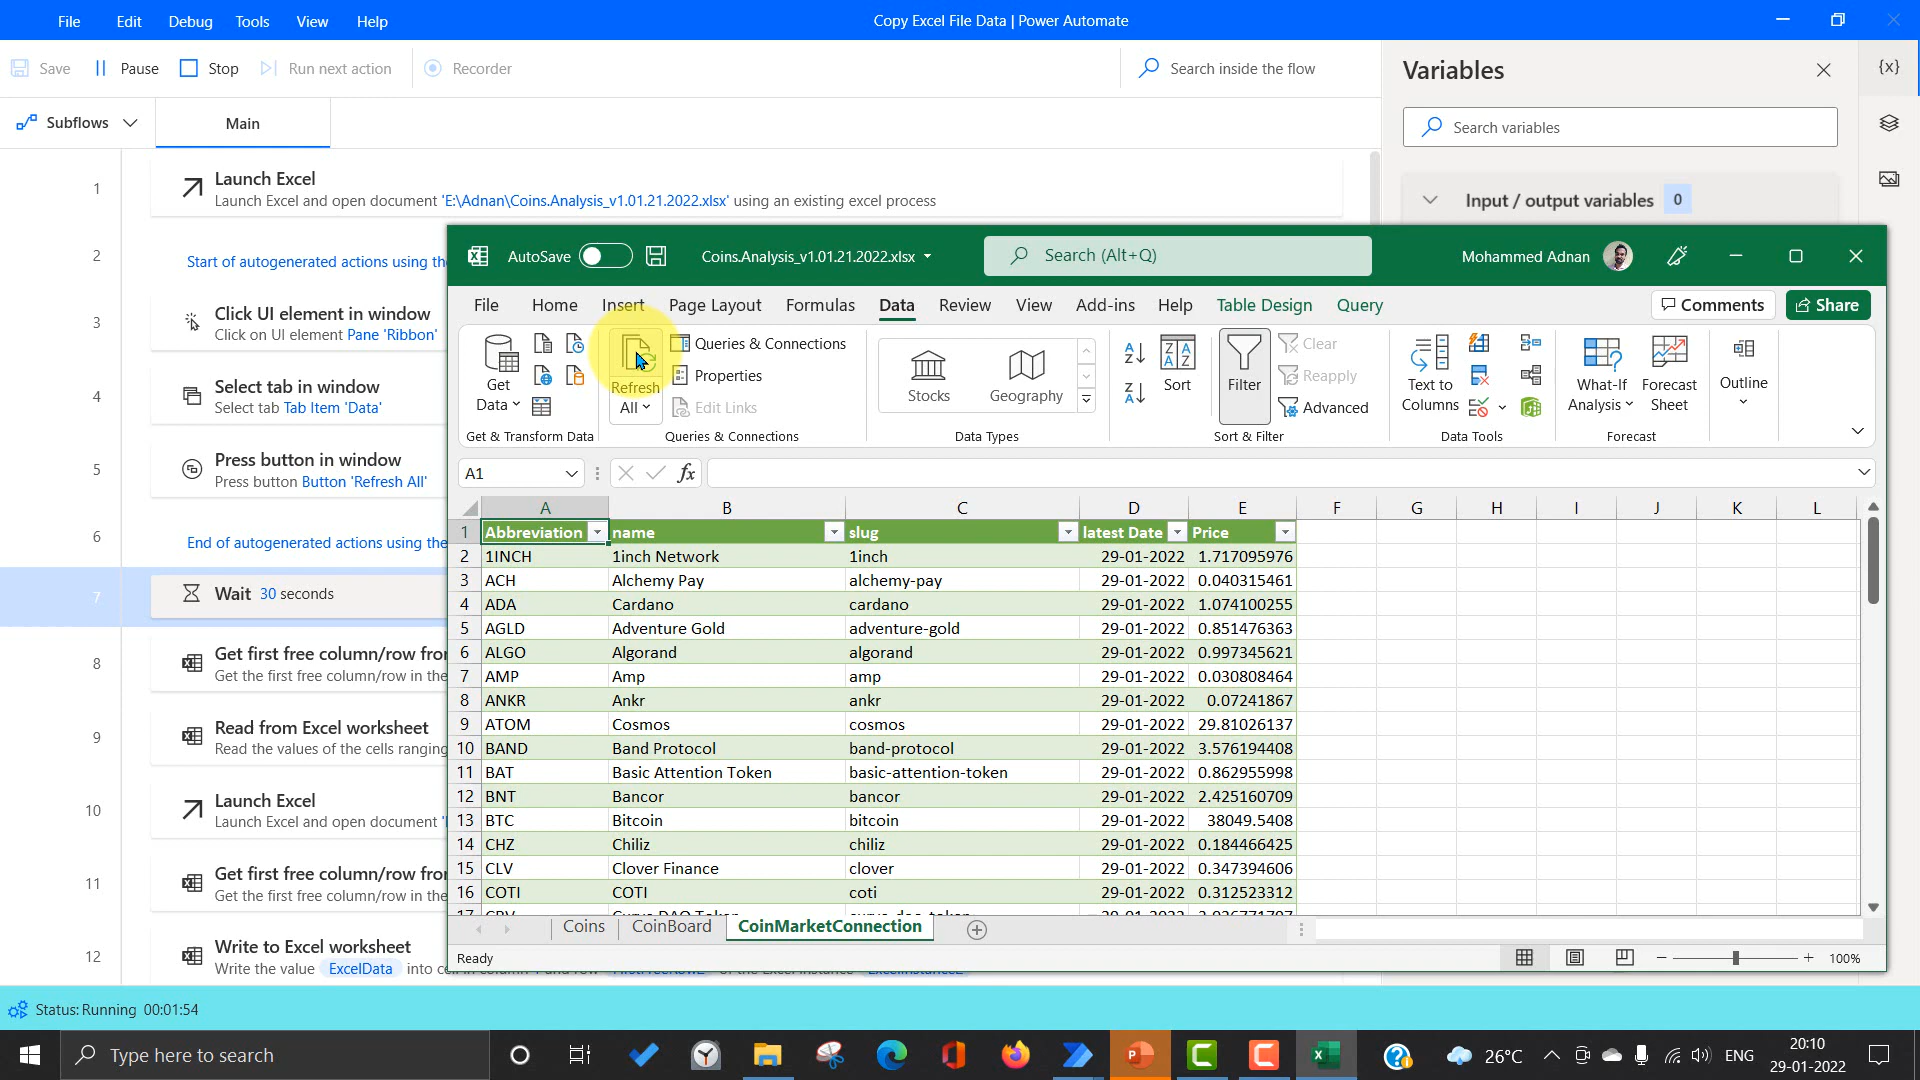 File Edit Debug Tools View Help
Copy Excel File Data | Power Automate
Save Pause Stop Run next action Recorder
Search inside the flow
Variables
{x}
Subflows
Main
Search variables
Input / output variables 0
1
Launch Excel
Launch Excel and open document 'E:\Adnan\Coins.Analysis_v1.01.21.2022.xlsx' using an existing excel process
2
Start of autogenerated actions using the
3
Click UI element in window
Click on UI element Pane 'Ribbon'
4
Select tab in window
Select tab Tab Item 'Data'
5
Press button in window
Press button Button 'Refresh All'
6
End of autogenerated actions using the
7
Wait 30 seconds
8
Get first free column/row fro
Get the first free column/row in the
9
Read from Excel worksheet
Read the values of the cells ranging
10
Launch Excel
Launch Excel and open document
11
Get first free column/row fro
Get the first free column/row in the
12
Write to Excel worksheet
Write the value ExcelData into cell in column
AutoSave
Coins.Analysis_v1.01.21.2022.xlsx
Search (Alt+Q)
Mohammed Adnan
File Home Insert Page Layout Formulas Data Review View Add-ins Help Table Design Query
Comments Share
Get Data
Get & Transform Data
Refresh All
Queries & Connections
Properties
Edit Links
Queries & Connections
Stocks Geography
Data Types
Sort
Filter
Clear
Reapply
Advanced
Sort & Filter
Text to Columns
Data Tools
What-If Analysis
Forecast Sheet
Forecast
Outline
A1 fx
A B C D E F G H I J K L
1 Abbreviation name slug latest Date Price
2 1INCH 1inch Network 1inch 29-01-2022 1.717095976
3 ACH Alchemy Pay alchemy-pay 29-01-2022 0.040315461
4 ADA Cardano cardano 29-01-2022 1.074100255
5 AGLD Adventure Gold adventure-gold 29-01-2022 0.851476363
6 ALGO Algorand algorand 29-01-2022 0.997345621
7 AMP Amp amp 29-01-2022 0.030808464
8 ANKR Ankr ankr 29-01-2022 0.07241867
9 ATOM Cosmos cosmos 29-01-2022 29.81026137
10 BAND Band Protocol band-protocol 29-01-2022 3.576194408
11 BAT Basic Attention Token basic-attention-token 29-01-2022 0.862955998
12 BNT Bancor bancor 29-01-2022 2.425160709
13 BTC Bitcoin bitcoin 29-01-2022 38049.5408
14 CHZ Chiliz chiliz 29-01-2022 0.184466425
15 CLV Clover Finance clover 29-01-2022 0.347394606
16 COTI COTI coti 29-01-2022 0.312523312
Coins CoinBoard CoinMarketConnection
Ready
100%
Status: Running 00:01:54
Type here to search
26°C
ENG
20:10
29-01-2022